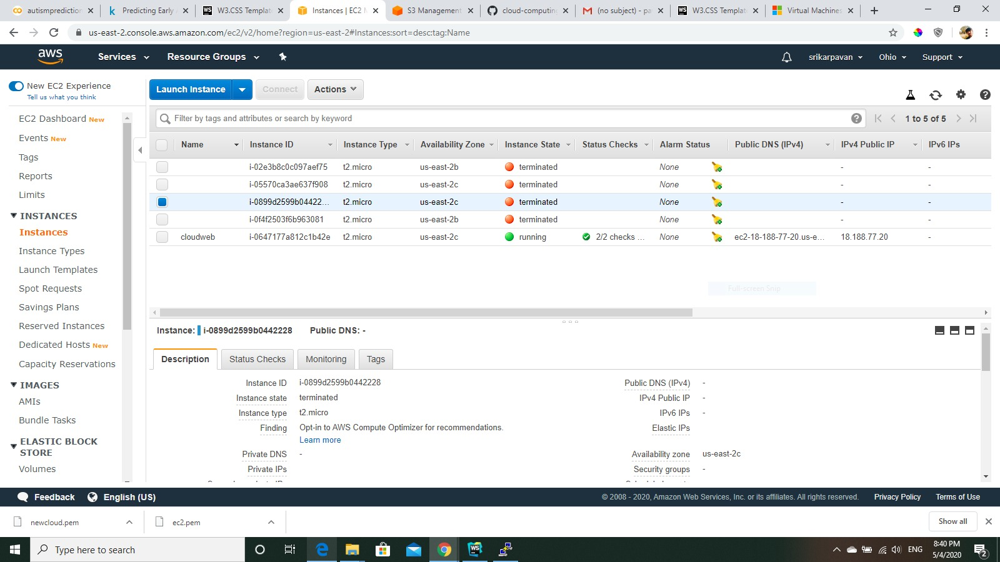 autismprediction
Predicting Early A
W3.CSS Templat
Instances | EC2 M
S3 Management
cloud-computing
(no subject) - pa
W3.CSS Templat
Virtual Machines
us-east-2.console.aws.amazon.com/ec2/v2/home?region=us-east-2#Instances:sort=desc:tag:Name
aws Services Resource Groups srikarpavan Ohio Support
New EC2 Experience
Tell us what you think
Launch Instance Connect Actions
EC2 Dashboard New
Events New
Tags
Reports
Limits
INSTANCES
Instances
Instance Types
Launch Templates
Spot Requests
Savings Plans
Reserved Instances
Dedicated Hosts New
Capacity Reservations
IMAGES
AMIs
Bundle Tasks
ELASTIC BLOCK
STORE
Volumes
Filter by tags and attributes or search by keyword 1 to 5 of 5
Name Instance ID Instance Type Availability Zone Instance State Status Checks Alarm Status Public DNS (IPv4) IPv4 Public IP IPv6 IPs
i-02e3b8c0c097aef75 t2.micro us-east-2b terminated None - -
i-05570ca3ae637f908 t2.micro us-east-2c terminated None - -
i-0899d2599b04422... t2.micro us-east-2c terminated None - -
i-0f4f2503f6b963081 t2.micro us-east-2b terminated None - -
cloudweb i-0647177a812c1b42e t2.micro us-east-2c running 2/2 checks ... None ec2-18-188-77-20.us-e... 18.188.77.20 -
Full-screen Snip
Instance: i-0899d2599b0442228 Public DNS: -
Description Status Checks Monitoring Tags
Instance ID i-0899d2599b0442228 Public DNS (IPv4) -
Instance state terminated IPv4 Public IP -
Instance type t2.micro IPv6 IPs -
Finding Opt-in to AWS Compute Optimizer for recommendations. Elastic IPs
Learn more
Private DNS - Availability zone us-east-2c
Private IPs Security groups -
Feedback English (US) © 2008 - 2020, Amazon Web Services, Inc. or its affiliates. All rights reserved. Privacy Policy Terms of Use
newcloud.pem ec2.pem Show all
Type here to search
ENG
8:40 PM
5/4/2020
2